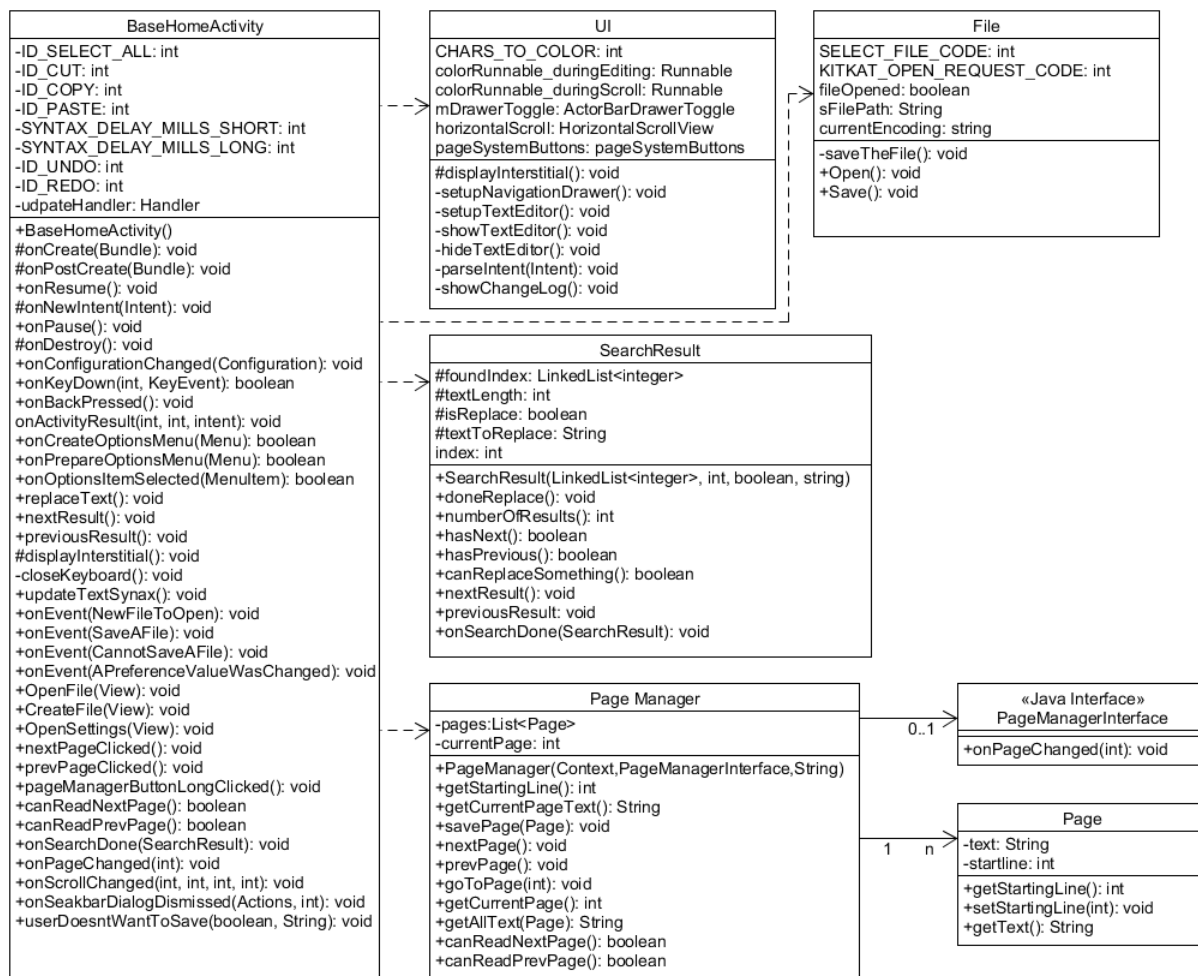 BaseHomeActivity
-ID_SELECT_ALL: int
-ID_CUT: int
-ID_COPY: int
-ID_PASTE: int
-SYNTAX_DELAY_MILLS_SHORT: int
-SYNTAX_DELAY_MILLS_LONG: int
-ID_UNDO: int
-ID_REDO: int
-udpateHandler: Handler
+BaseHomeActivity()
#onCreate(Bundle): void
#onPostCreate(Bundle): void
+onResume(): void
#onNewIntent(Intent): void
+onPause(): void
#onDestroy(): void
+onConfigurationChanged(Configuration): void
+onKeyDown(int, KeyEvent): boolean
+onBackPressed(): void
onActivityResult(int, int, intent): void
+onCreateOptionsMenu(Menu): boolean
+onPrepareOptionsMenu(Menu): boolean
+onOptionsItemSelected(MenuItem): boolean
+replaceText(): void
+nextResult(): void
+previousResult(): void
#displayInterstitial(): void
-closeKeyboard(): void
+updateTextSynax(): void
+onEvent(NewFileToOpen): void
+onEvent(SaveAFile): void
+onEvent(CannotSaveAFile): void
+onEvent(APreferenceValueWasChanged): void
+OpenFile(View): void
+CreateFile(View): void
+OpenSettings(View): void
+nextPageClicked(): void
+prevPageClicked(): void
+pageManagerButtonLongClicked(): void
+canReadNextPage(): boolean
+canReadPrevPage(): boolean
+onSearchDone(SearchResult): void
+onPageChanged(int): void
+onScrollChanged(int, int, int, int): void
+onSeakbarDialogDismissed(Actions, int): void
+userDoesntWantToSave(boolean, String): void
UI
CHARS_TO_COLOR: int
colorRunnable_duringEditing: Runnable
colorRunnable_duringScroll: Runnable
mDrawerToggle: ActorBarDrawerToggle
horizontalScroll: HorizontalScrollView
pageSystemButtons: pageSystemButtons
#displayInterstitial(): void
-setupNavigationDrawer(): void
-setupTextEditor(): void
-showTextEditor(): void
-hideTextEditor(): void
-parseIntent(Intent): void
-showChangeLog(): void
File
SELECT_FILE_CODE: int
KITKAT_OPEN_REQUEST_CODE: int
fileOpened: boolean
sFilePath: String
currentEncoding: string
-saveTheFile(): void
+Open(): void
+Save(): void
SearchResult
#foundIndex: LinkedList<integer>
#textLength: int
#isReplace: boolean
#textToReplace: String
index: int
+SearchResult(LinkedList<integer>, int, boolean, string)
+doneReplace(): void
+numberOfResults(): int
+hasNext(): boolean
+hasPrevious(): boolean
+canReplaceSomething(): boolean
+nextResult(): void
+previousResult: void
+onSearchDone(SearchResult): void
Page Manager
-pages:List<Page>
-currentPage: int
+PageManager(Context,PageManagerInterface,String)
+getStartingLine(): int
+getCurrentPageText(): String
+savePage(Page): void
+nextPage(): void
+prevPage(): void
+goToPage(int): void
+getCurrentPage(): int
+getAllText(Page): String
+canReadNextPage(): boolean
+canReadPrevPage(): boolean
0..1
«Java Interface»
PageManagerInterface
+onPageChanged(int): void
1 n
Page
-text: String
-startline: int
+getStartingLine(): int
+setStartingLine(int): void
+getText(): String